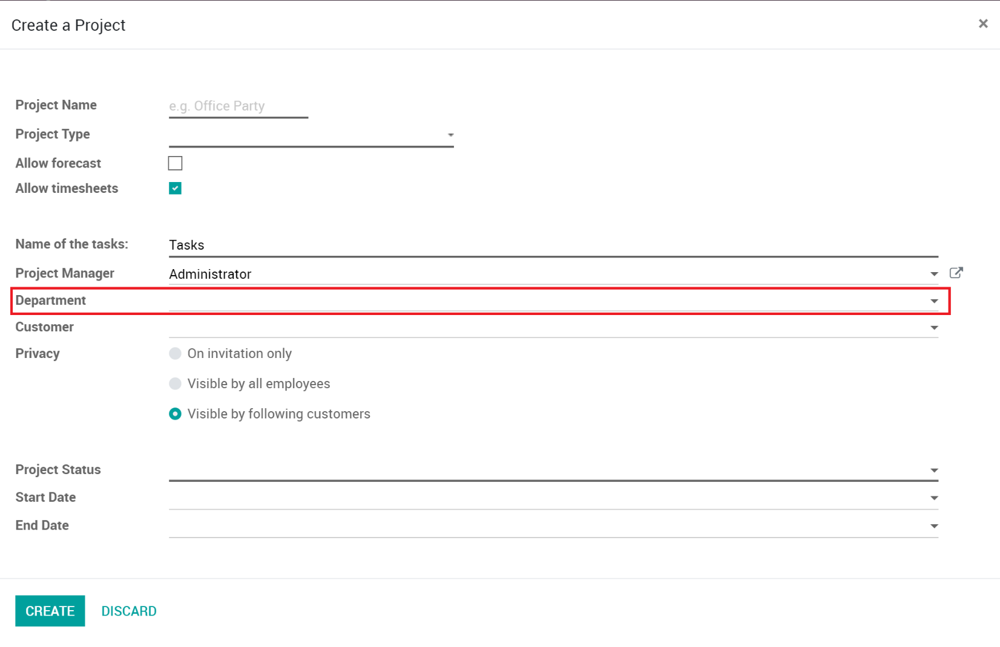 Create a Project
×
Project Name e.g. Office Party
Project Type
Allow forecast
Allow timesheets
Name of the tasks: Tasks
Project Manager Administrator
Department
Customer
Privacy On invitation only
Visible by all employees
Visible by following customers
Project Status
Start Date
End Date
CREATE DISCARD